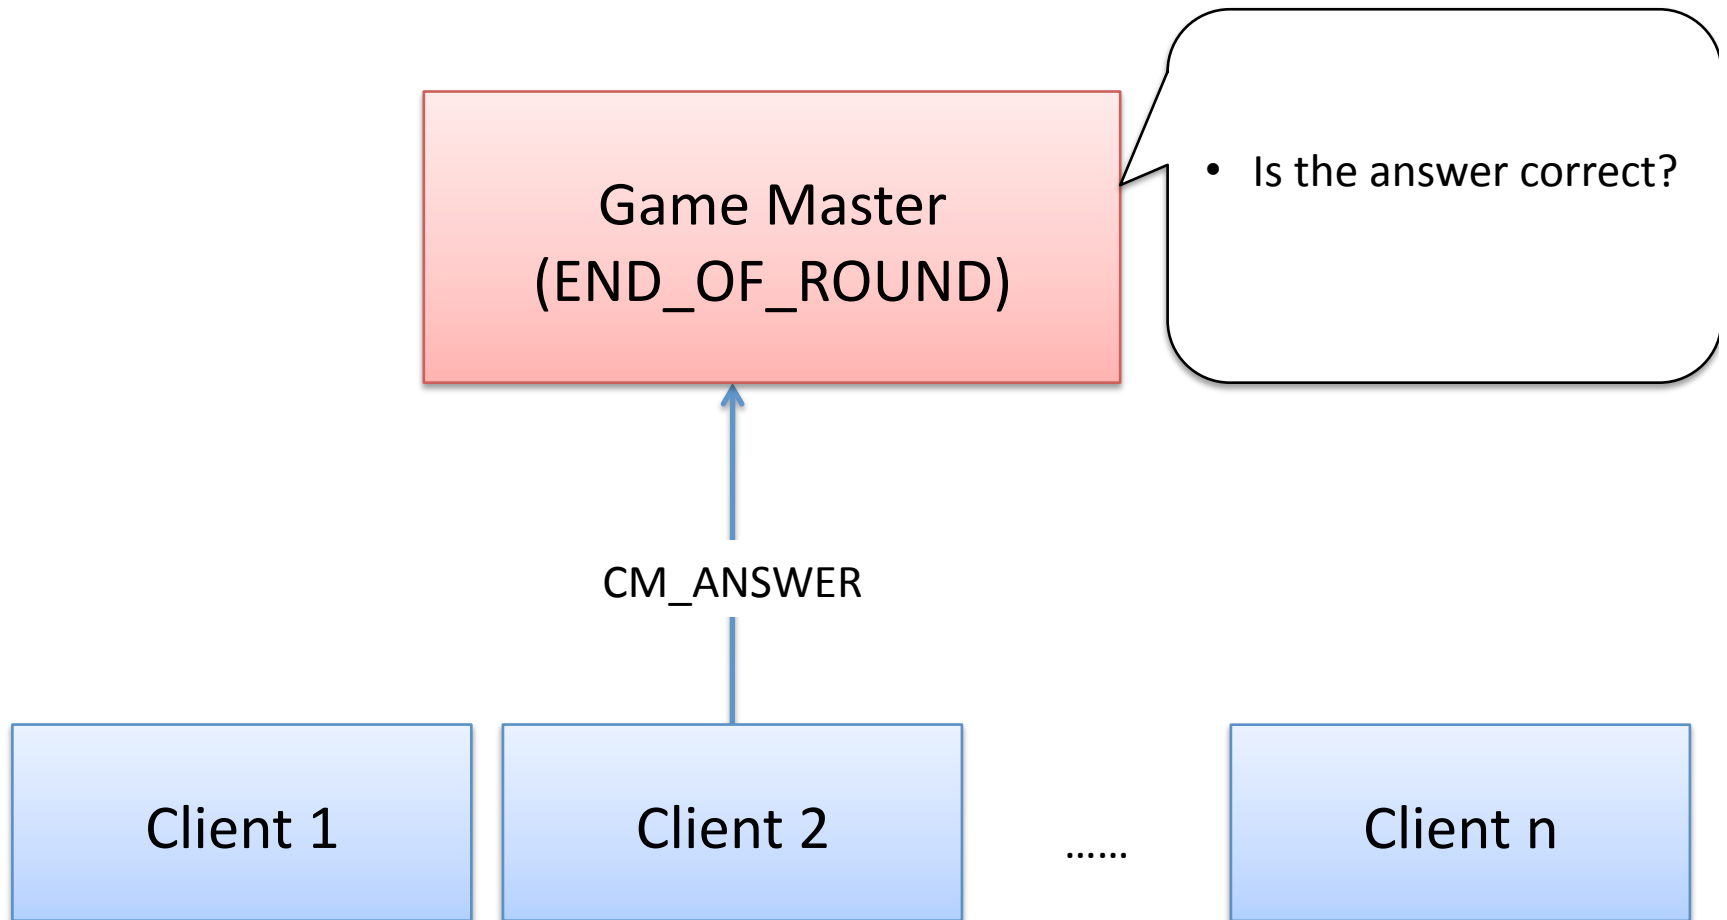 Game Master
(END_OF_ROUND)
• Is the answer correct?
CM_ANSWER
Client 1
Client 2
......
Client n